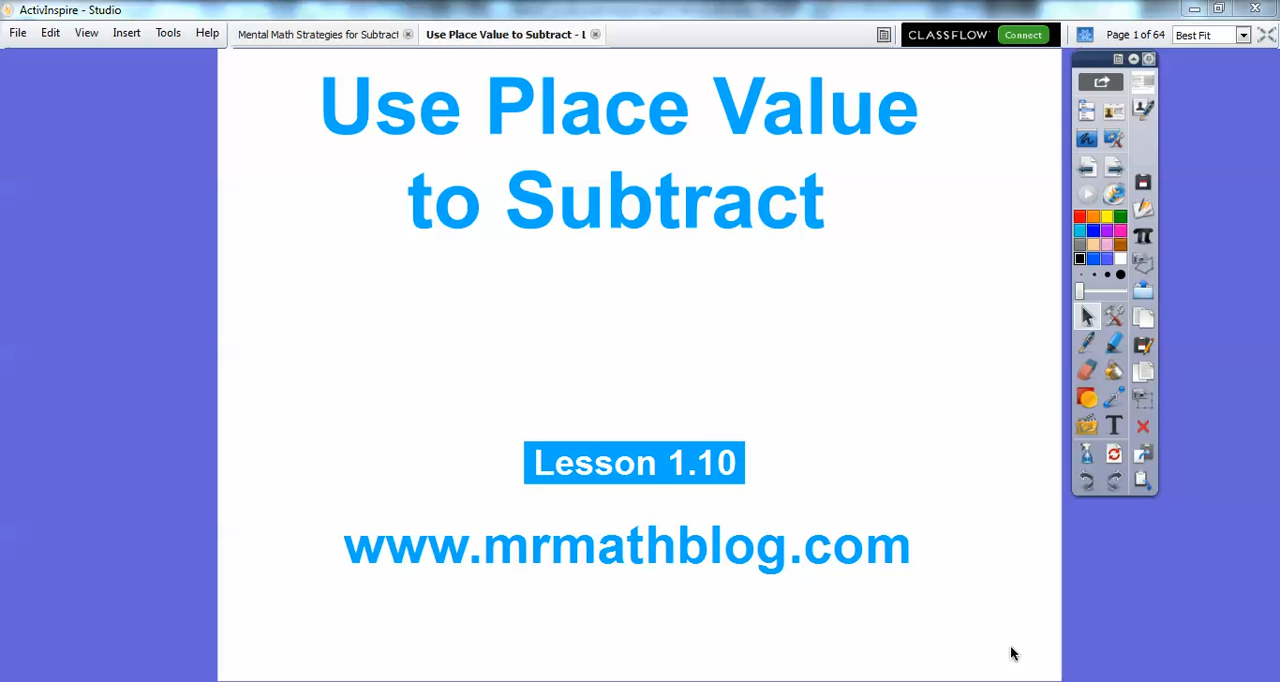 ActivInspire - Studio
File Edit View Insert Tools Help
Mental Math Strategies for Subtract
Use Place Value to Subtract - L
CLASSFLOW Connect
Page 1 of 64 Best Fit
Use Place Value
to Subtract
Lesson 1.10
www.mrmathblog.com